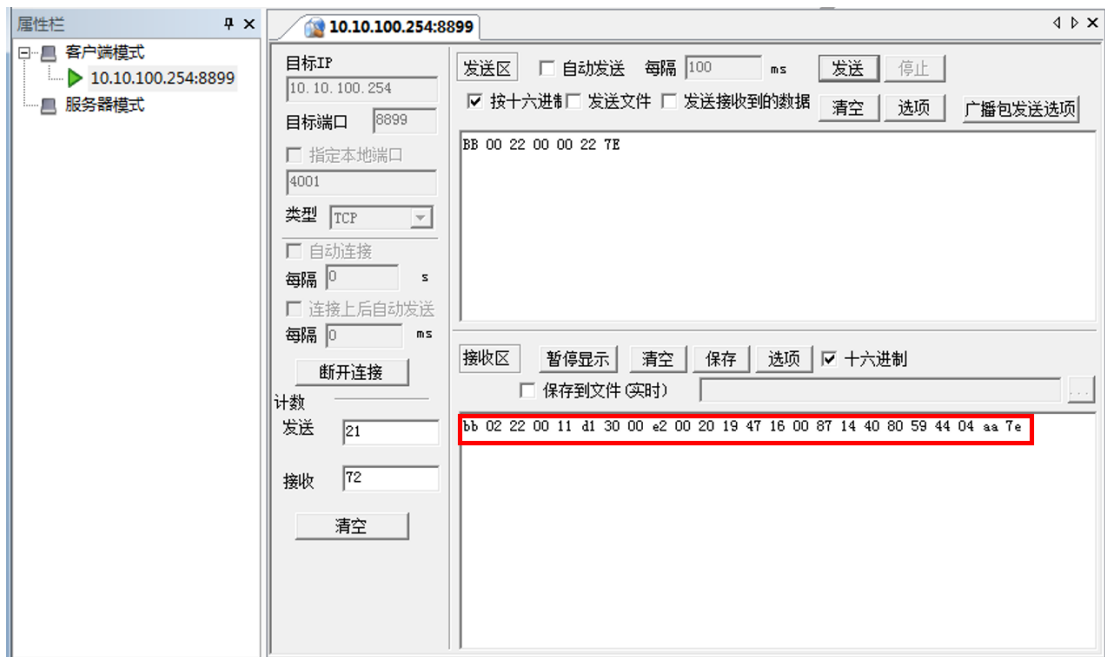 属性栏
客户端模式
10.10.100.254:8899
服务器模式
10.10.100.254:8899
目标IP
10.10.100.254
目标端口 8899
指定本地端口
4001
类型 TCP
自动连接
每隔 0 s
连接上后自动发送
每隔 0 ms
断开连接
计数
发送 21
接收 72
清空
发送区 自动发送 每隔 100 ms 发送 停止
按十六进制 发送文件 发送接收到的数据 清空 选项 广播包发送选项
BB 00 22 00 00 22 7E
接收区 暂停显示 清空 保存 选项 十六进制
保存到文件(实时) ...
bb 02 22 00 11 d1 30 00 e2 00 20 19 47 16 00 87 14 40 80 59 44 04 aa 7e